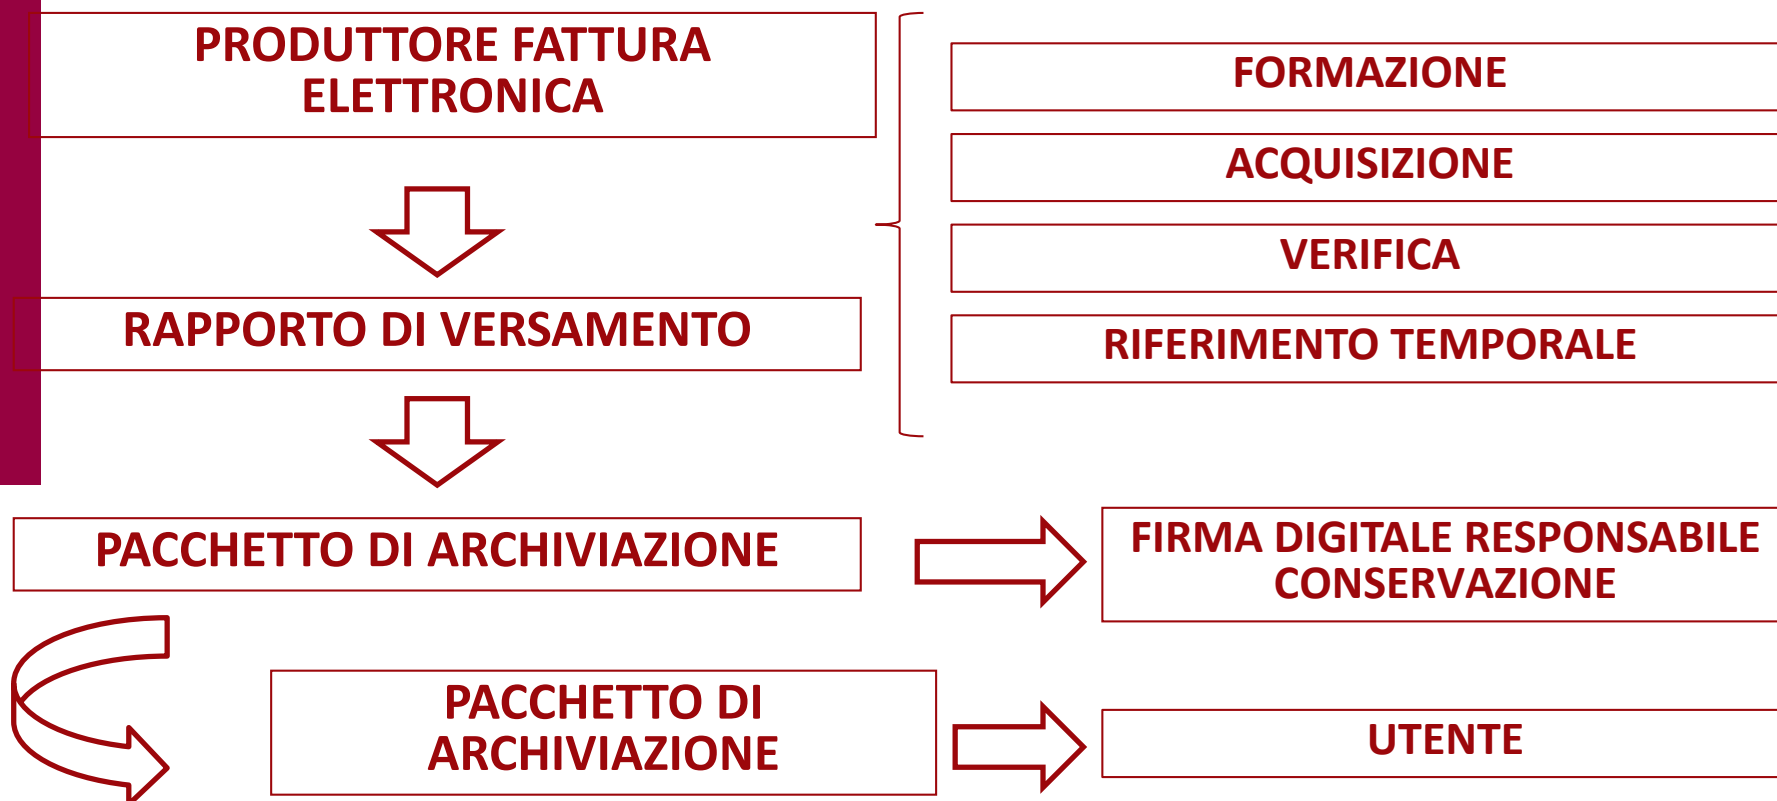 PRODUTTORE FATTURA
ELETTRONICA
RAPPORTO DI VERSAMENTO
FORMAZIONE
ACQUISIZIONE
VERIFICA
RIFERIMENTO TEMPORALE
PACCHETTO DI ARCHIVIAZIONE
FIRMA DIGITALE RESPONSABILE
CONSERVAZIONE
PACCHETTO DI
ARCHIVIAZIONE
UTENTE